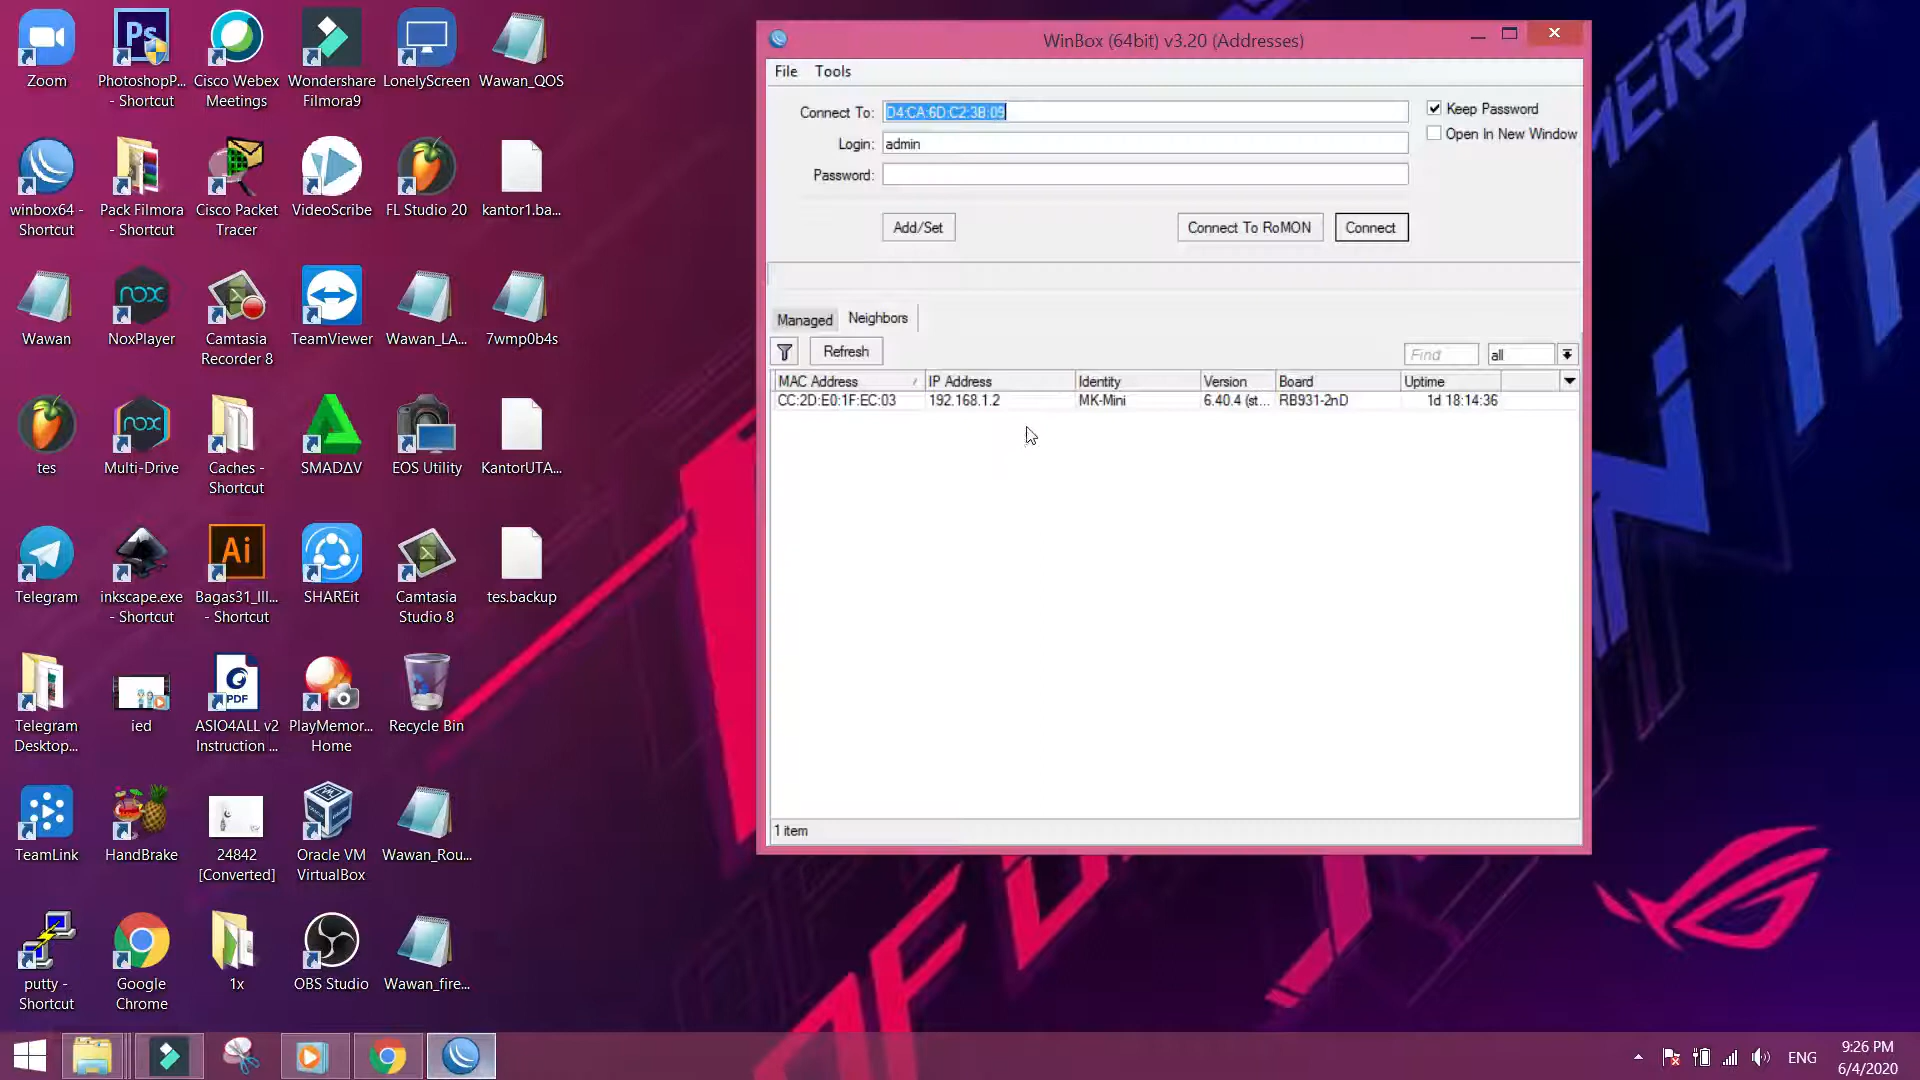 Zoom
PhotoshopP...
- Shortcut
Cisco Webex
Meetings
Wondershare
Filmora9
LonelyScreen
Wawan_QOS
winbox64 -
Shortcut
Pack Filmora
- Shortcut
Cisco Packet
Tracer
VideoScribe
FL Studio 20
kantor1.ba...
Wawan
NoxPlayer
Camtasia
Recorder 8
TeamViewer
Wawan_LA...
7wmp0b4s
tes
Multi-Drive
Caches -
Shortcut
SMADΔV
EOS Utility
KantorUTA...
Telegram
inkscape.exe
- Shortcut
Bagas31_Ill...
- Shortcut
SHAREit
Camtasia
Studio 8
tes.backup
Telegram
Desktop...
ied
ASIO4ALL v2
Instruction ...
PlayMemor...
Home
Recycle Bin
TeamLink
HandBrake
24842
[Converted]
Oracle VM
VirtualBox
Wawan_Rou...
putty -
Shortcut
Google
Chrome
1x
OBS Studio
Wawan_fire...
WinBox (64bit) v3.20 (Addresses)
File Tools
Connect To: D4:CA:6D:C2:3B:09
Keep Password
Login: admin
Open In New Window
Password:
Add/Set
Connect To RoMON
Connect
Managed Neighbors
Refresh
Find
all
MAC Address IP Address Identity Version Board Uptime
CC:2D:E0:1F:EC:03 192.168.1.2 MK-Mini 6.40.4 (st... RB931-2nD 1d 18:14:36
1 item
ENG
9:26 PM
6/4/2020